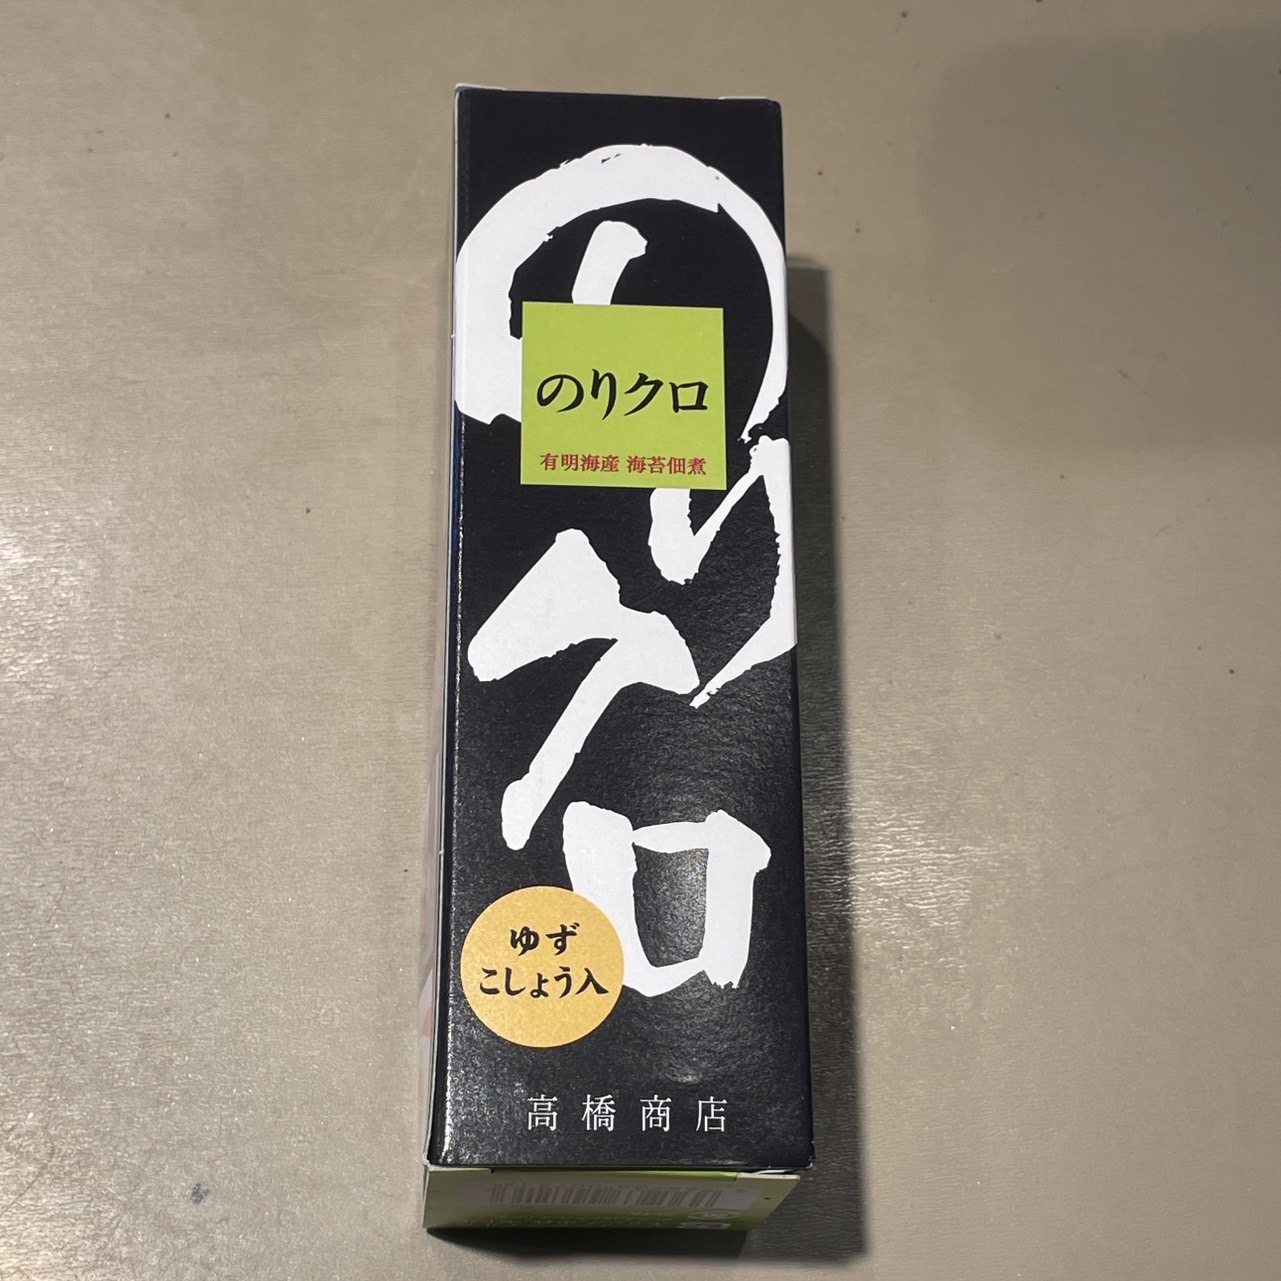 のりクロ
のりクロ
有明海産 海苔佃煮
ゆず
こしょう入
高橋商店